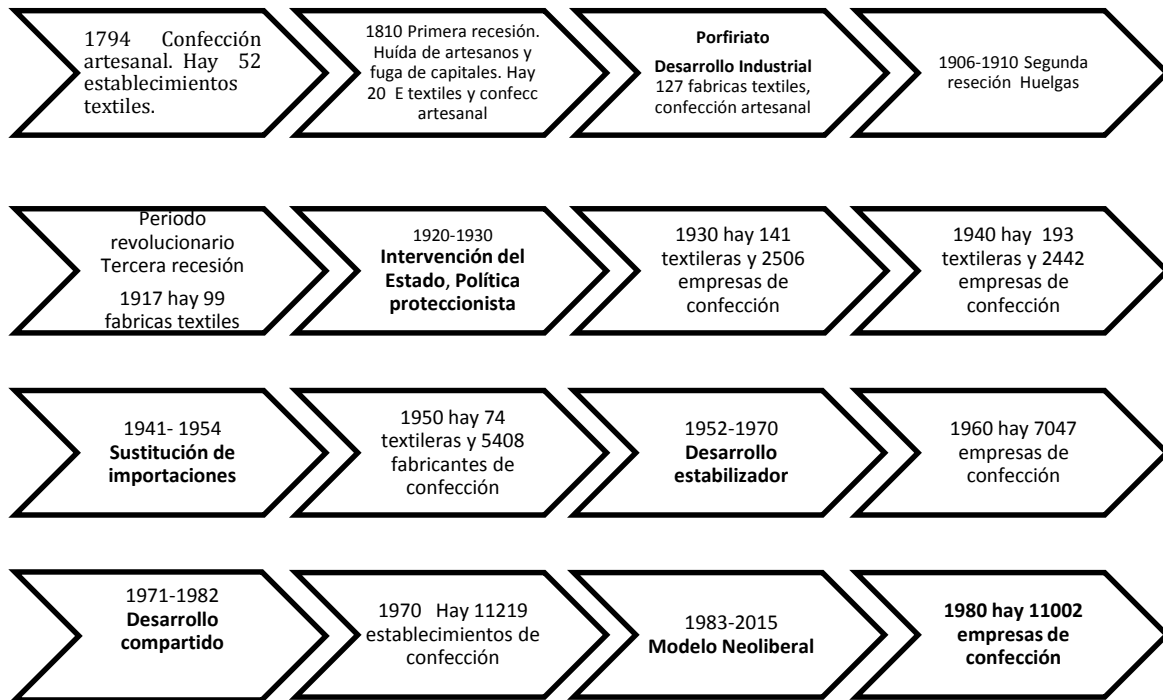 1794 Confección
artesanal. Hay 52
establecimientos
textiles.
1810 Primera recesión.
Huída de artesanos y
fuga de capitales. Hay
20 E textiles y confecc
artesanal
Porfiriato
Desarrollo Industrial
127 fabricas textiles,
confección artesanal
1906-1910 Segunda
reseción Huelgas
Periodo
revolucionario
Tercera recesión
1917 hay 99
fabricas textiles
1920-1930
Intervención del
Estado, Política
proteccionista
1930 hay 141
textileras y 2506
empresas de
confección
1940 hay 193
textileras y 2442
empresas de
confección
1941- 1954
Sustitución de
importaciones
1950 hay 74
textileras y 5408
fabricantes de
confección
1952-1970
Desarrollo
estabilizador
1960 hay 7047
empresas de
confección
1971-1982
Desarrollo
compartido
1970 Hay 11219
establecimientos de
confección
1983-2015
Modelo Neoliberal
1980 hay 11002
empresas de
confección